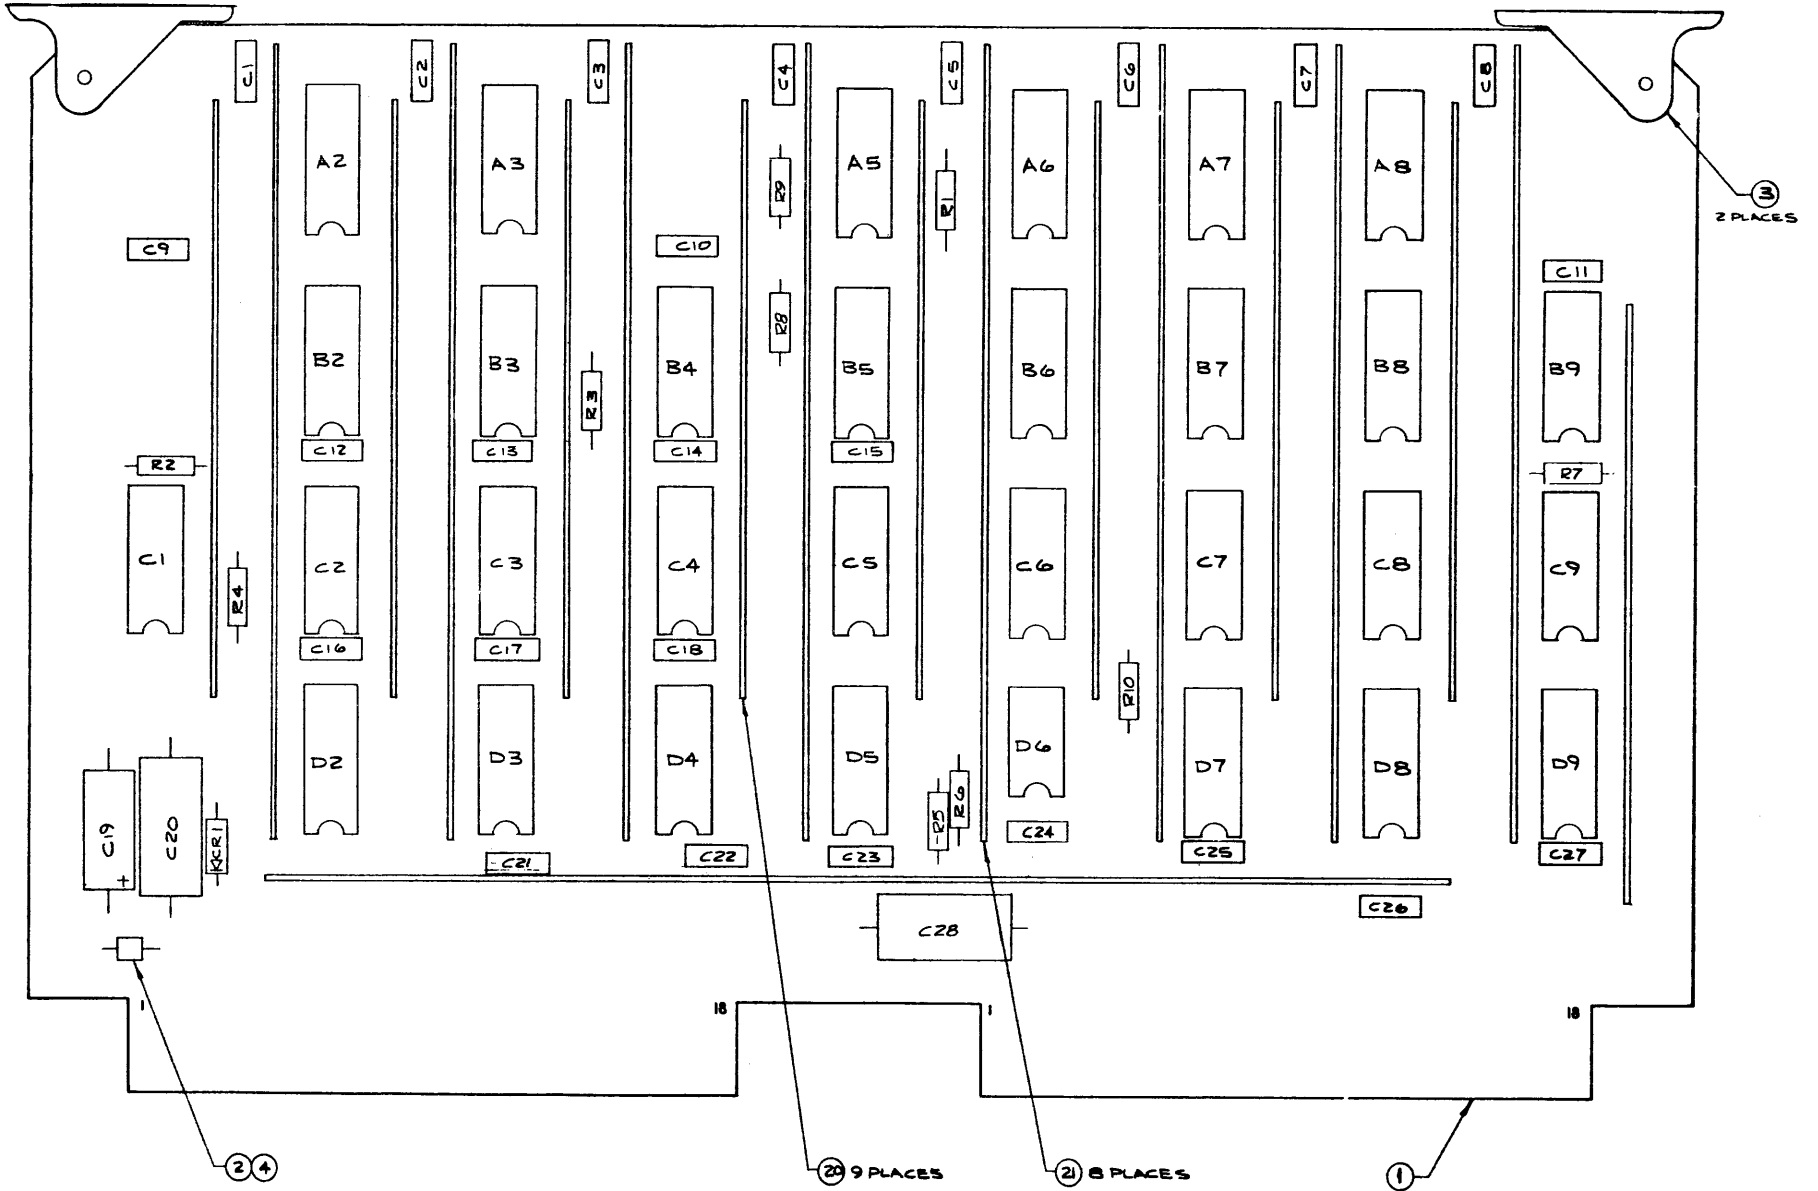 C1
C2
C3
C4
C5
C6
C7
C8
A2
A3
A5
A6
A7
A8
R9
R1
3
2 PLACES
C9
C10
C11
R8
B2
B3
B4
B5
B6
B7
B8
B9
R3
C12
C13
C14
C15
R2
R7
C1
C2
C3
C4
C5
C6
C7
C8
C9
R4
C16
C17
C18
R10
D2
D3
D4
D5
D6
D7
D8
D9
C19
+
C20
CR1
R5
R6
C21
C22
C23
C24
C25
C27
C26
C28
1
18
1
18
2 4
20 9 PLACES
21 8 PLACES
1